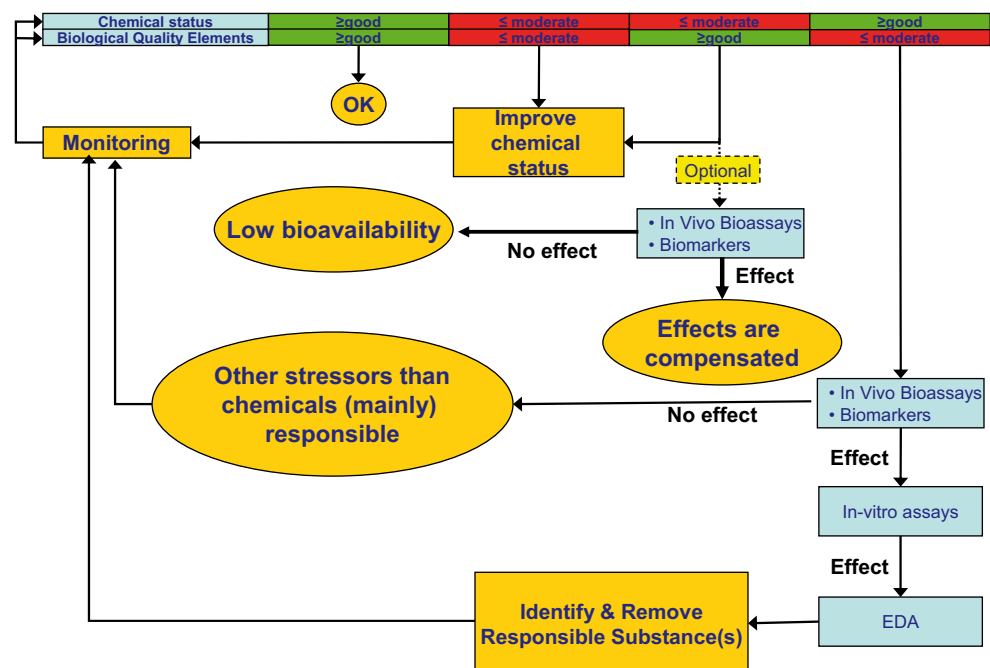 Chemical status ≥good ≤ moderate ≤ moderate ≥good
Biological Quality Elements ≥good ≤ moderate ≥good ≤ moderate
OK
Improve
chemical
status
Monitoring
Optional
Low bioavailability
• In Vivo Bioassays
• Biomarkers
No effect
Effect
Effects are
compensated
Other stressors than
chemicals (mainly)
responsible
• In Vivo Bioassays
• Biomarkers
No effect
Effect
In-vitro assays
Effect
Identify & Remove
Responsible Substance(s)
EDA